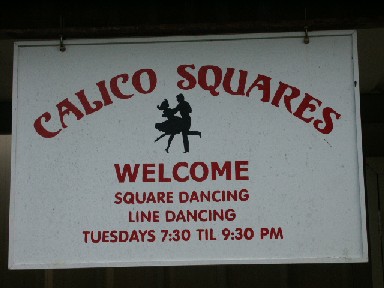 CALICO SQUARES
WELCOME
SQUARE DANCING
LINE DANCING
TUESDAYS 7:30 TIL 9:30 PM